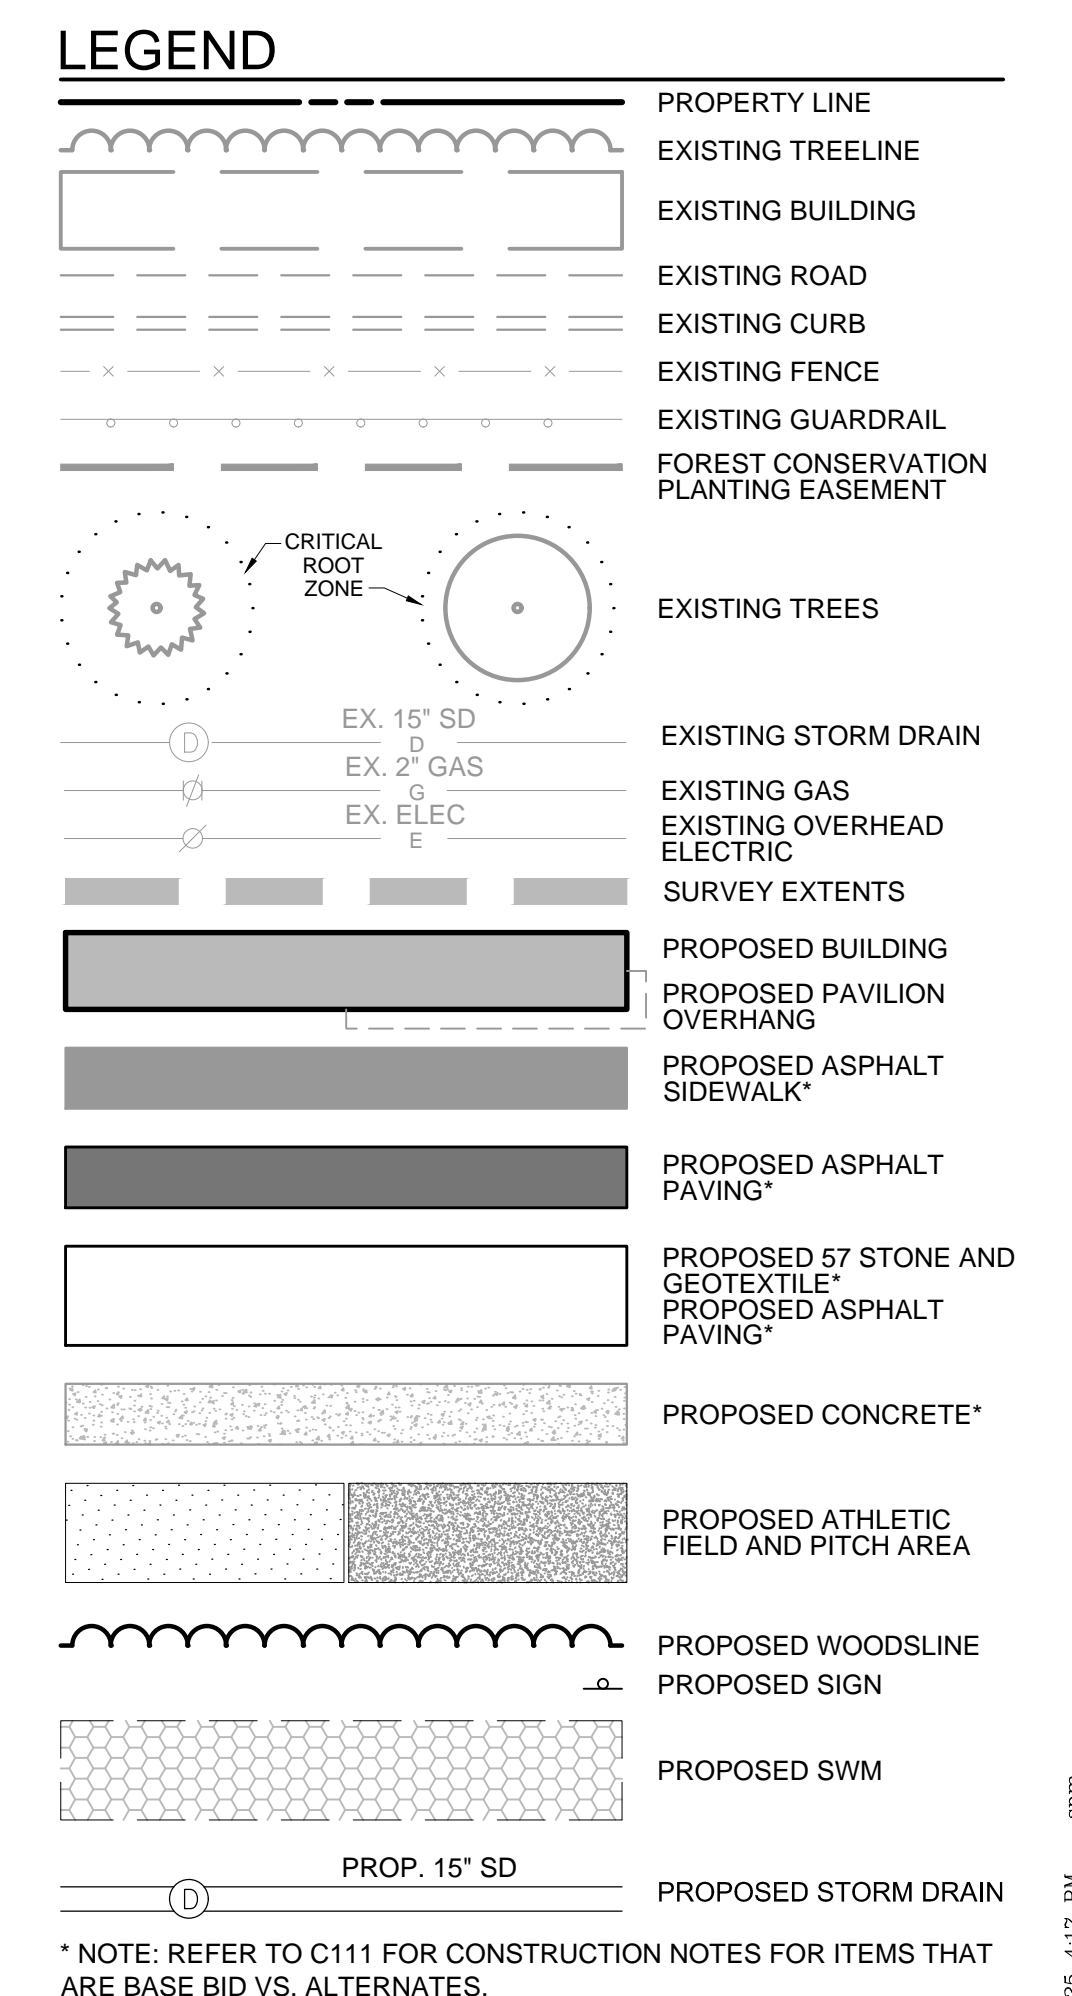 LEGEND
PROPERTY LINE
EXISTING TREELINE
EXISTING BUILDING
EXISTING ROAD
EXISTING CURB
EXISTING FENCE
EXISTING GUARDRAIL
FOREST CONSERVATION
PLANTING EASEMENT
CRITICAL
ROOT
ZONE
EXISTING TREES
EX. 15" SD
D
D
EXISTING STORM DRAIN
EX. 2" GAS
G
EXISTING GAS
EX. ELEC
E
EXISTING OVERHEAD
ELECTRIC
SURVEY EXTENTS
PROPOSED BUILDING
PROPOSED PAVILION
OVERHANG
PROPOSED ASPHALT
SIDEWALK*
PROPOSED ASPHALT
PAVING*
PROPOSED 57 STONE AND
GEOTEXTILE*
PROPOSED ASPHALT
PAVING*
PROPOSED CONCRETE*
PROPOSED ATHLETIC
FIELD AND PITCH AREA
PROPOSED WOODSLINE
PROPOSED SIGN
PROPOSED SWM
PROP. 15" SD
D
PROPOSED STORM DRAIN
* NOTE: REFER TO C111 FOR CONSTRUCTION NOTES FOR ITEMS THAT
ARE BASE BID VS. ALTERNATES.